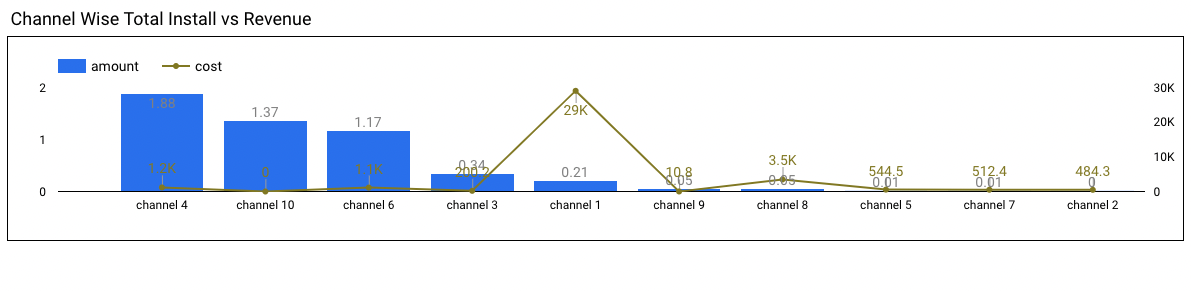 Channel Wise Total Install vs Revenue
amount cost
2 30K
1.88
1.37
1.17
29K
20K
1
10K
3.5K
0.34
1.2K 0 1.1K 200.2 0.21 10.8 544.5 512.4 484.3
0.05 0.05 0.01 0.01 0
0 0
channel 4 channel 10 channel 6 channel 3 channel 1 channel 9 channel 8 channel 5 channel 7 channel 2